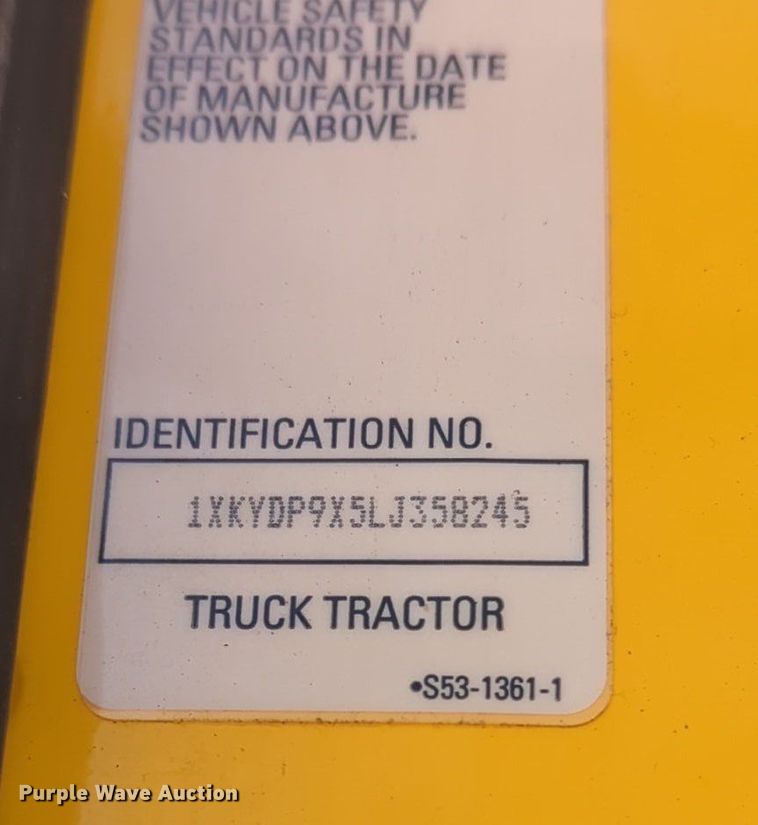 VEHICLE SAFETY
STANDARDS IN
EFFECT ON THE DATE
OF MANUFACTURE
SHOWN ABOVE.
IDENTIFICATION NO.
1XKYDP9X5LJ358245
TRUCK TRACTOR
•S53-1361-1
Purple Wave Auction